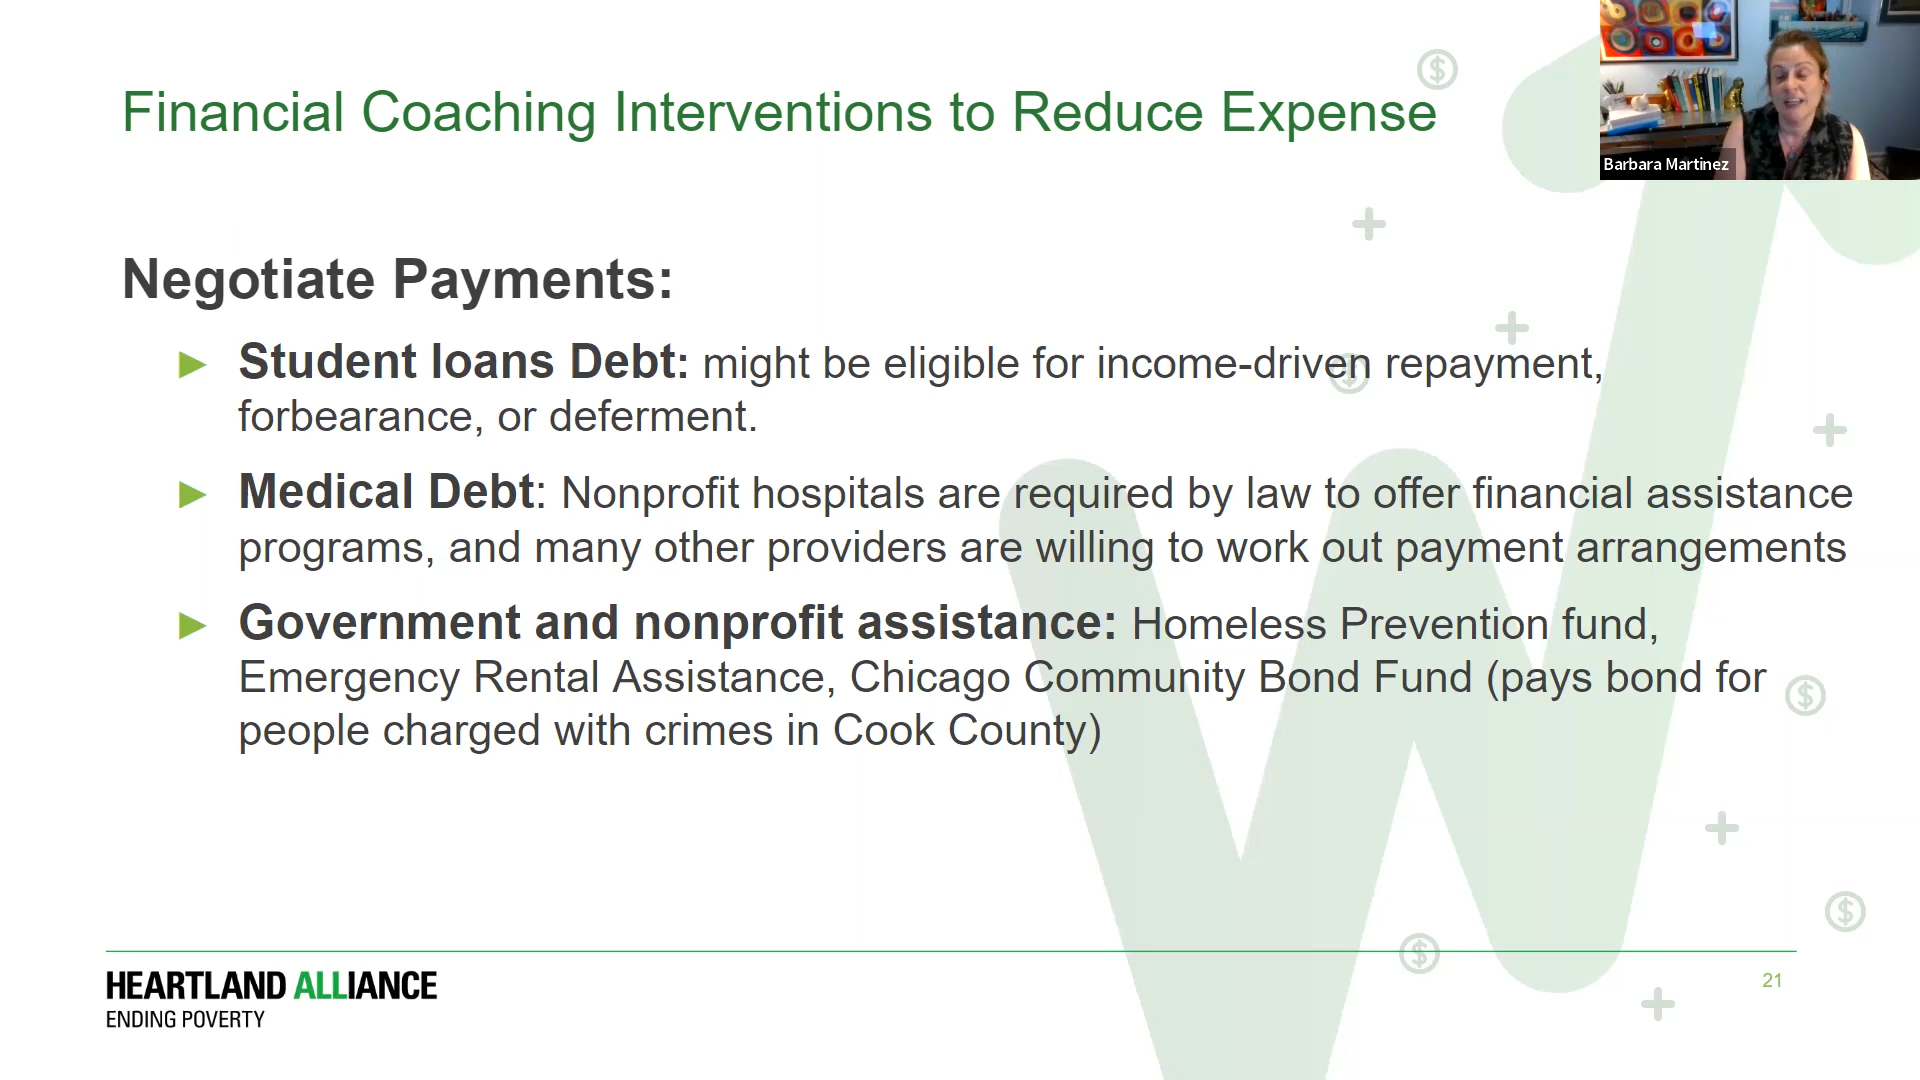 Financial Coaching Interventions to Reduce Expense
Barbara Martinez
Negotiate Payments:
► Student loans Debt: might be eligible for income-driven repayment,
forbearance, or deferment.
► Medical Debt: Nonprofit hospitals are required by law to offer financial assistance
programs, and many other providers are willing to work out payment arrangements
► Government and nonprofit assistance: Homeless Prevention fund,
Emergency Rental Assistance, Chicago Community Bond Fund (pays bond for
people charged with crimes in Cook County)
HEARTLAND ALLIANCE
ENDING POVERTY
21